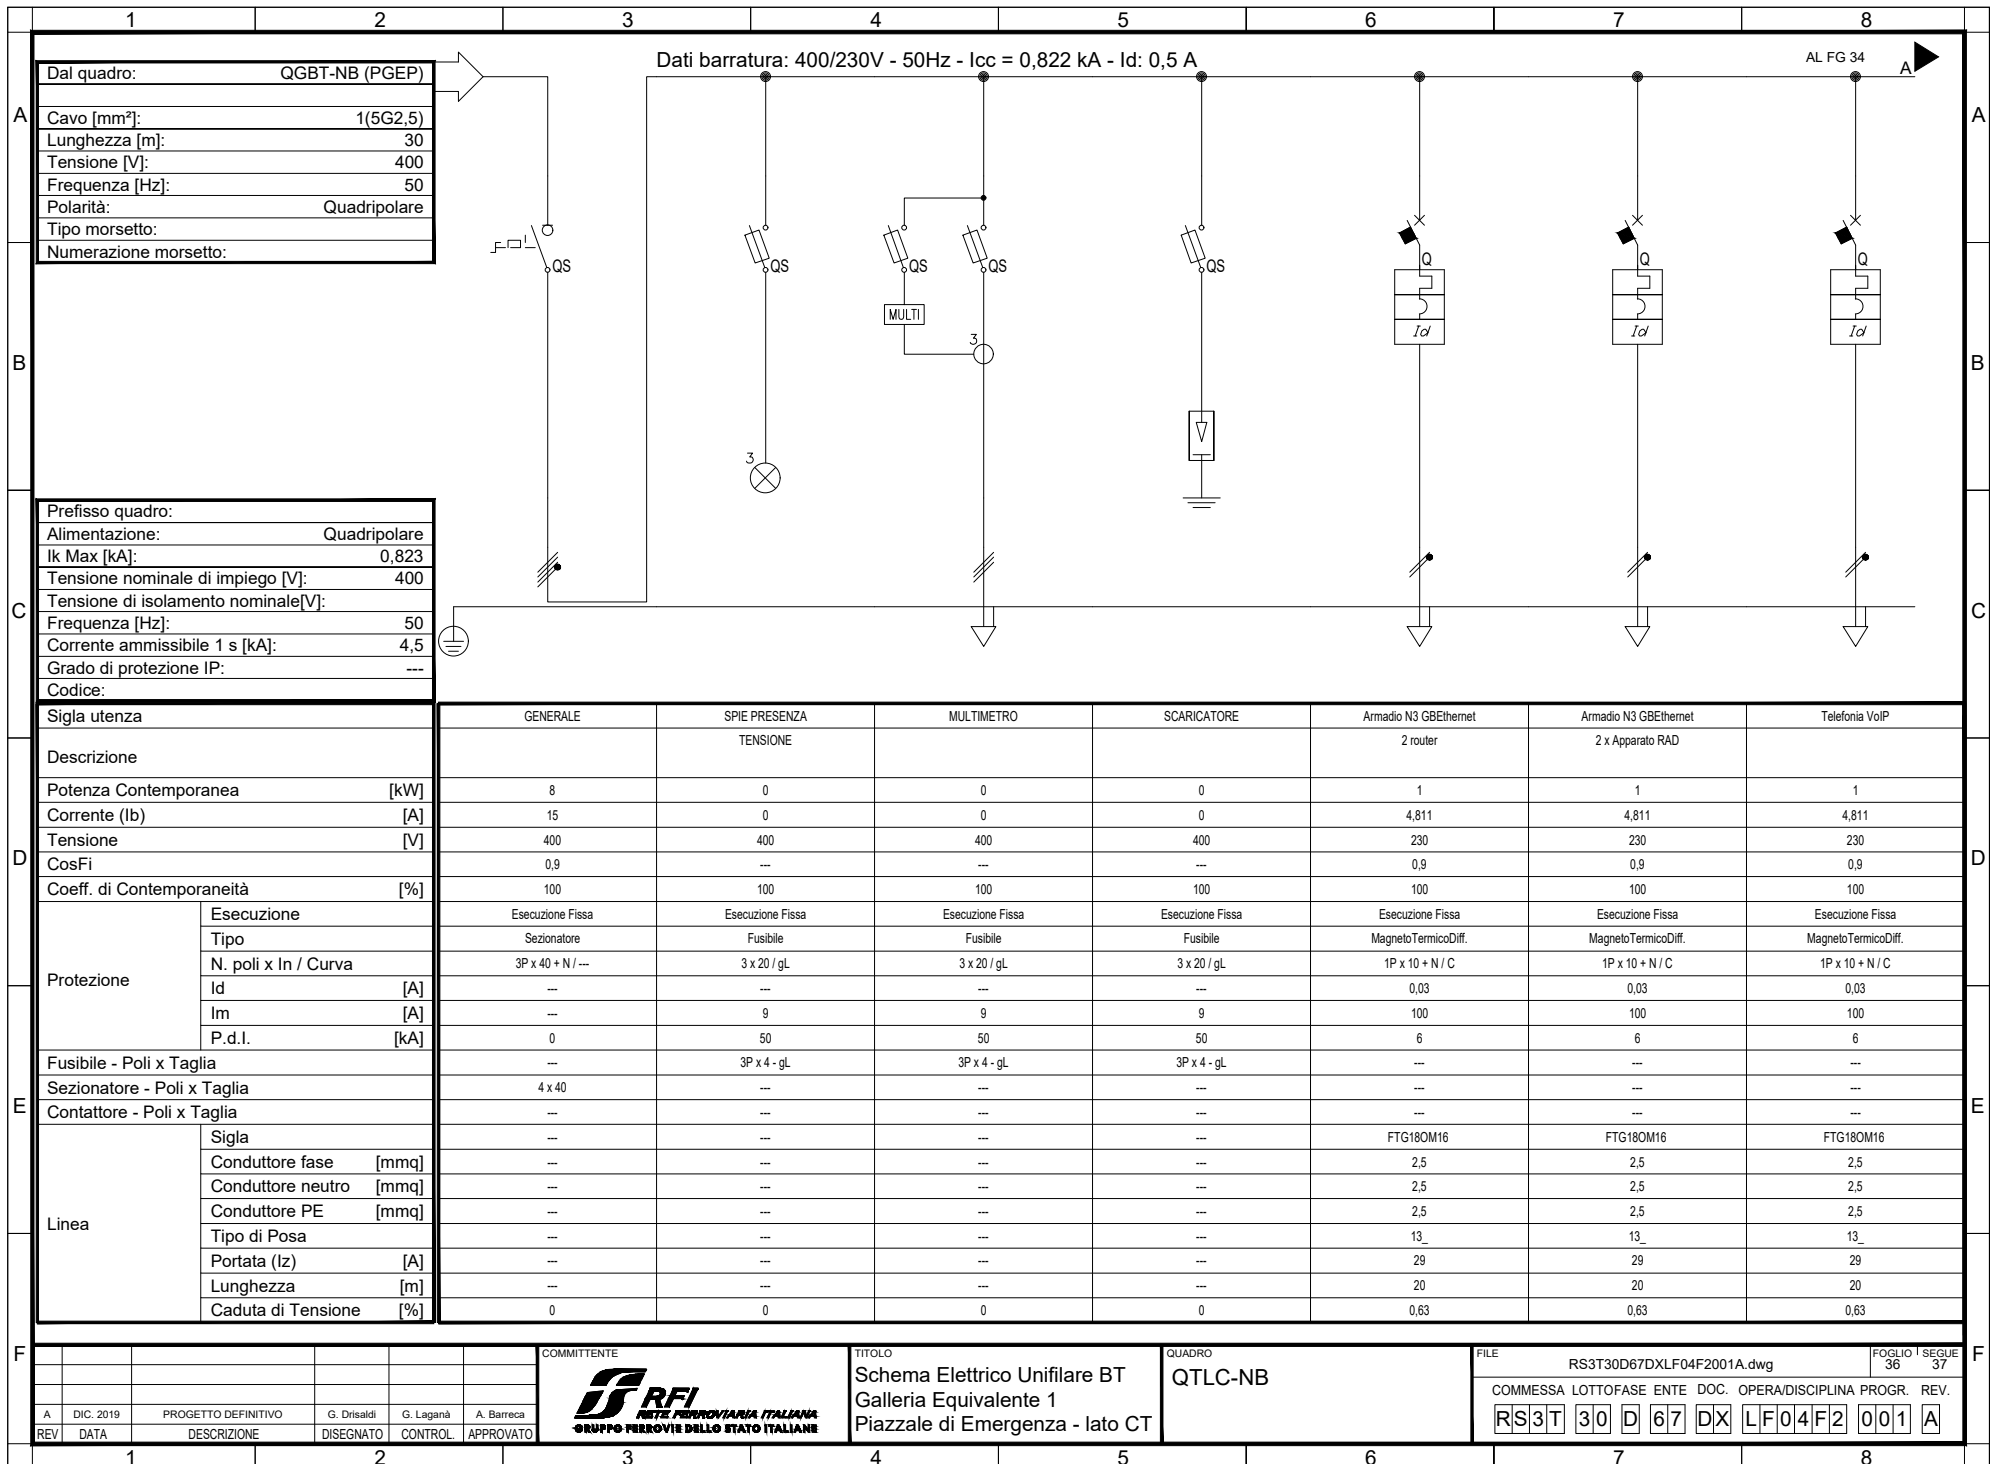 1 2 3 4 5 6 7 8
Dati barratura: 400/230V - 50Hz - Icc = 0,822 kA - Id: 0,5 A
AL FG 34
A
A
A
Dal quadro: QGBT-NB (PGEP)
Cavo [mm²]: 1(5G2,5)
Lunghezza [m]: 30
Tensione [V]: 400
Frequenza [Hz]: 50
Polarità: Quadripolare
Tipo morsetto:
Numerazione morsetto:
QS QS QS QS QS Q Q Q
MULTI
Id Id Id
3
B B
3
Prefisso quadro:
Alimentazione: Quadripolare
Ik Max [kA]: 0,823
Tensione nominale di impiego [V]: 400
Tensione di isolamento nominale[V]:
C C
Frequenza [Hz]: 50
Corrente ammissibile 1 s [kA]: 4,5
Grado di protezione IP: ---
Codice:
Sigla utenza GENERALE SPIE PRESENZA MULTIMETRO SCARICATORE Armadio N3 GBEthernet Armadio N3 GBEthernet Telefonia VoIP
Descrizione TENSIONE 2 router 2 x Apparato RAD
Potenza Contemporanea [kW] 8 0 0 0 1 1 1
Corrente (Ib) [A] 15 0 0 0 4,811 4,811 4,811
Tensione [V] 400 400 400 400 230 230 230
D D
CosFi 0,9 --- --- --- 0,9 0,9 0,9
Coeff. di Contemporaneità [%] 100 100 100 100 100 100 100
Protezione
Esecuzione Esecuzione Fissa Esecuzione Fissa Esecuzione Fissa Esecuzione Fissa Esecuzione Fissa Esecuzione Fissa Esecuzione Fissa
Tipo Sezionatore Fusibile Fusibile Fusibile MagnetoTermicoDiff. MagnetoTermicoDiff. MagnetoTermicoDiff.
N. poli x In / Curva 3P x 40 + N / --- 3 x 20 / gL 3 x 20 / gL 3 x 20 / gL 1P x 10 + N / C 1P x 10 + N / C 1P x 10 + N / C
Id [A] --- --- --- --- 0,03 0,03 0,03
Im [A] --- 9 9 9 100 100 100
P.d.I. [kA] 0 50 50 50 6 6 6
Fusibile - Poli x Taglia --- 3P x 4 - gL 3P x 4 - gL 3P x 4 - gL --- --- ---
Sezionatore - Poli x Taglia 4 x 40 --- --- --- --- --- ---
E E
Contattore - Poli x Taglia --- --- --- --- --- --- ---
Linea
Sigla --- --- --- --- FTG18OM16 FTG18OM16 FTG18OM16
Conduttore fase [mmq] --- --- --- --- 2,5 2,5 2,5
Conduttore neutro [mmq] --- --- --- --- 2,5 2,5 2,5
Conduttore PE [mmq] --- --- --- --- 2,5 2,5 2,5
Tipo di Posa --- --- --- --- 13_ 13_ 13_
Portata (Iz) [A] --- --- --- --- 29 29 29
Lunghezza [m] --- --- --- --- 20 20 20
Caduta di Tensione [%] 0 0 0 0 0,63 0,63 0,63
F F
A DIC. 2019 PROGETTO DEFINITIVO G. Drisaldi G. Laganà A. Barreca
REV DATA DESCRIZIONE DISEGNATO CONTROL. APPROVATO
COMMITTENTE
RFI
RETE FERROVIARIA ITALIANA
GRUPPO FERROVIE DELLO STATO ITALIANE
TITOLO
Schema Elettrico Unifilare BT
Galleria Equivalente 1
Piazzale di Emergenza - lato CT
QUADRO
QTLC-NB
FILE RS3T30D67DXLF04F2001A.dwg
FOGLIO 36
SEGUE 37
COMMESSA LOTTO FASE ENTE DOC. OPERA/DISCIPLINA PROGR. REV.
RS3T 30 D 67 DX LF04F2 001 A
1 2 3 4 5 6 7 8